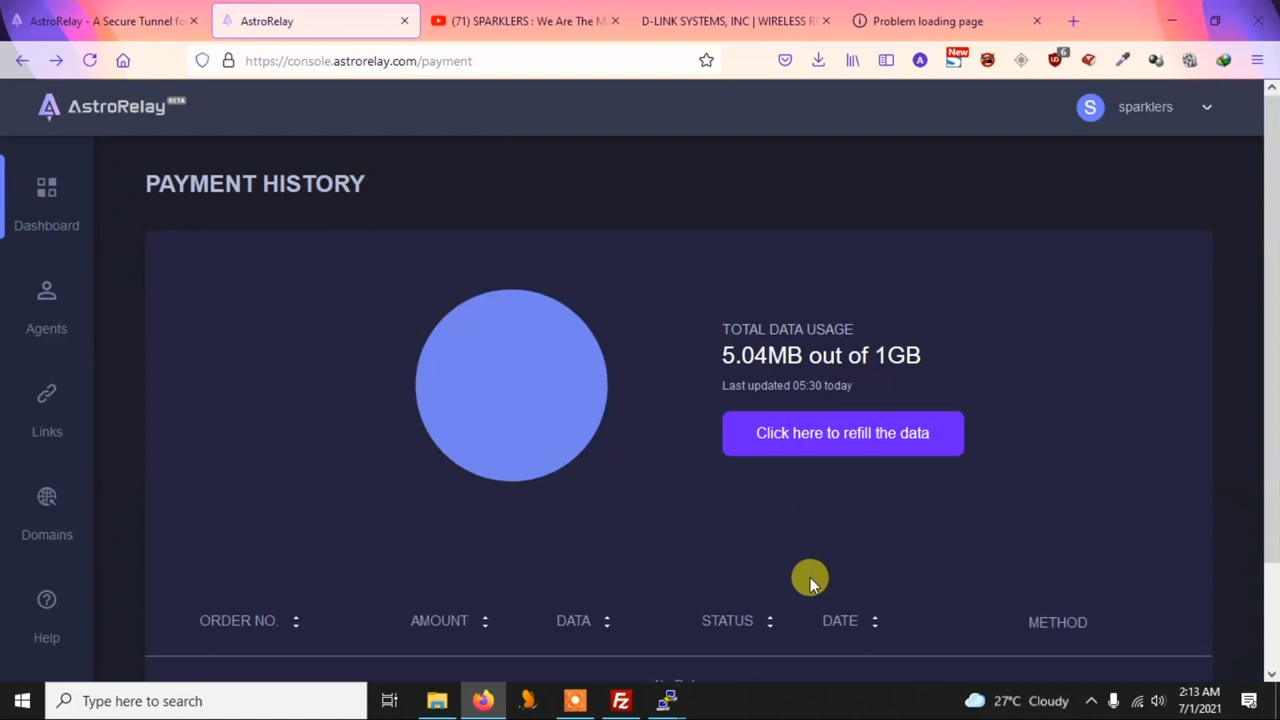 AstroRelay - A Secure Tunnel fo
AstroRelay
(71) SPARKLERS : We Are The M
D-LINK SYSTEMS, INC | WIRELESS RO
Problem loading page
https://console.astrorelay.com/payment
New
6
AstroRelay BETA
S
sparklers
PAYMENT HISTORY
Dashboard
Agents
Links
Domains
Help
TOTAL DATA USAGE
5.04MB out of 1GB
Last updated 05:30 today
Click here to refill the data
ORDER NO.
AMOUNT
DATA
STATUS
DATE
METHOD
Type here to search
27°C Cloudy
2:13 AM
7/1/2021